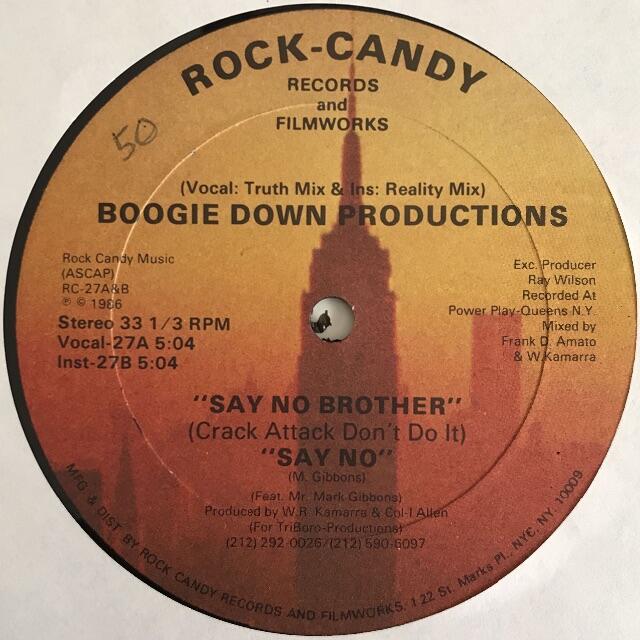 ROCK-CANDY
RECORDS
and
FILMWORKS
50
(Vocal: Truth Mix & Ins: Reality Mix)
BOOGIE DOWN PRODUCTIONS
Rock Candy Music
(ASCAP)
RC-27A&B
℗ © 1986
Stereo 33 1/3 RPM
Vocal-27A 5:04
Inst-27B 5:04
Exc. Producer
Ray Wilson
Recorded At
Power Play-Queens N.Y.
Mixed by
Frank D. Amato
& W.Kamarra
"SAY NO BROTHER"
(Crack Attack Don't Do It)
"SAY NO"
(M. Gibbons)
(Feat. Mr. Mark Gibbons)
Produced by W.R. Kamarra & Col-I Allen
(For TriBoro-Productions)
(212) 292-0026/(212) 590-6097
MFG. & DIST. BY ROCK CANDY RECORDS AND FILMWORKS. 122 St. Marks Pl., NYC, NY. 10009